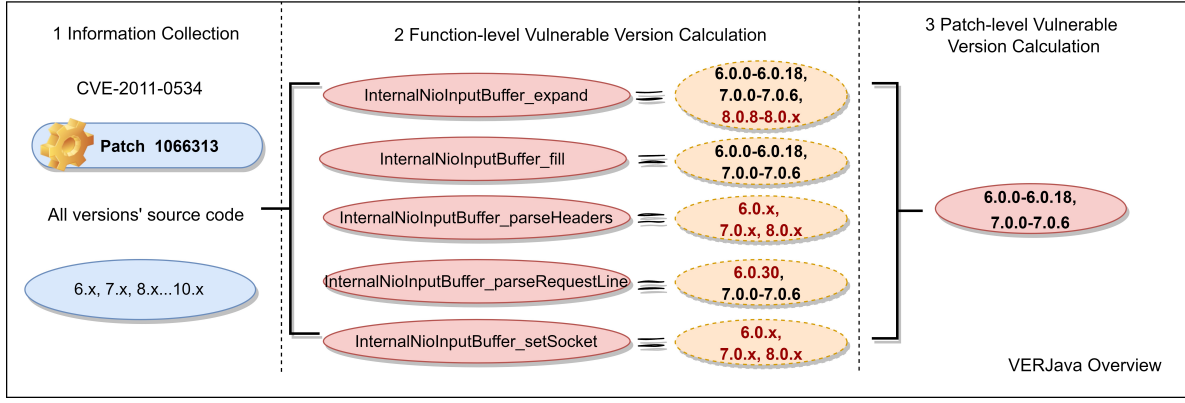 1 Information Collection
CVE-2011-0534
Patch 1066313
All versions' source code
6.x, 7.x, 8.x...10.x
2 Function-level Vulnerable Version Calculation
InternalNioInputBuffer_expand
6.0.0-6.0.18,
7.0.0-7.0.6,
8.0.8-8.0.x
InternalNioInputBuffer_fill
6.0.0-6.0.18,
7.0.0-7.0.6
InternalNioInputBuffer_parseHeaders
6.0.x,
7.0.x, 8.0.x
InternalNioInputBuffer_parseRequestLine
6.0.30,
7.0.0-7.0.6
InternalNioInputBuffer_setSocket
6.0.x,
7.0.x, 8.0.x
3 Patch-level Vulnerable
Version Calculation
6.0.0-6.0.18,
7.0.0-7.0.6
VERJava Overview